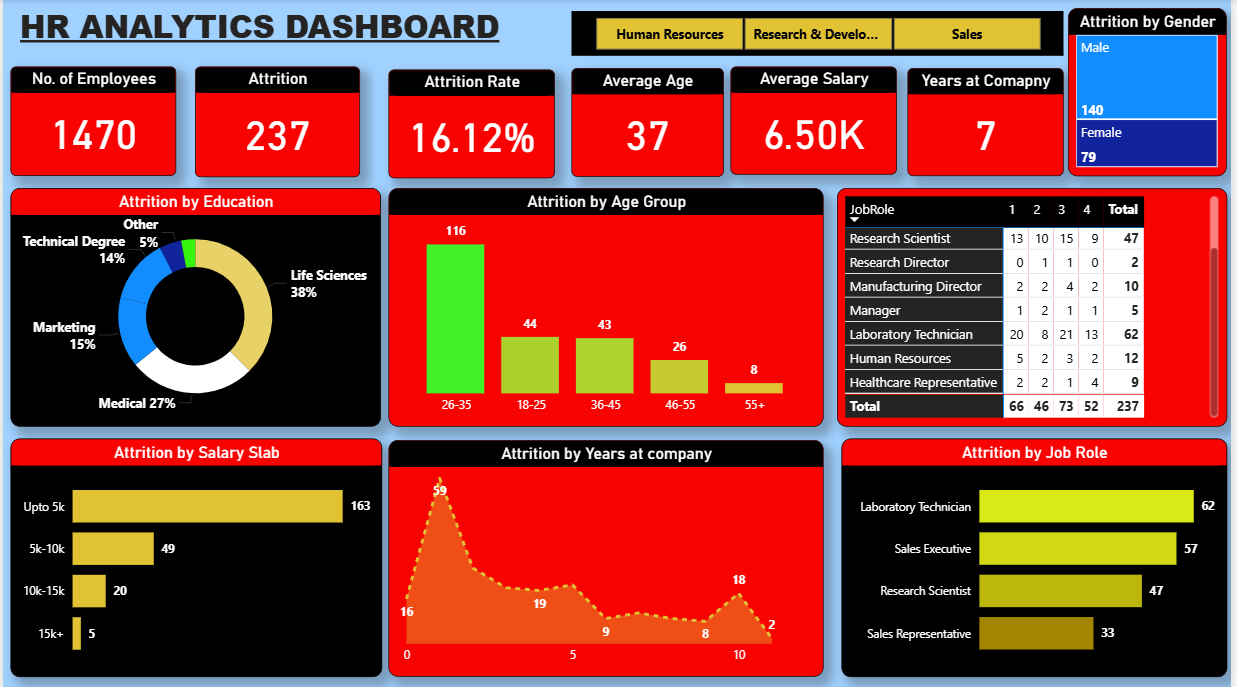 HR ANALYTICS DASHBOARD
Human Resources
Research & Develo...
Sales
Attrition by Gender
Male
140
Female
79
No. of Employees
1470
Attrition
237
Attrition Rate
16.12%
Average Age
37
Average Salary
6.50K
Years at Comapny
7
Attrition by Education
Other
5%
Technical Degree
14%
Life Sciences
38%
Marketing
15%
Medical 27%
Attrition by Age Group
116
44
43
26
8
26-35 18-25 36-45 46-55 55+
JobRole 1 2 3 4 Total
Research Scientist 13 10 15 9 47
Research Director 0 1 1 0 2
Manufacturing Director 2 2 4 2 10
Manager 1 2 1 1 5
Laboratory Technician 20 8 21 13 62
Human Resources 5 2 3 2 12
Healthcare Representative 2 2 1 4 9
Total 66 46 73 52 237
Attrition by Salary Slab
Upto 5k 163
5k-10k 49
10k-15k 20
15k+ 5
Attrition by Years at company
59
16
19
9
8
18
2
0 5 10
Attrition by Job Role
Laboratory Technician 62
Sales Executive 57
Research Scientist 47
Sales Representative 33